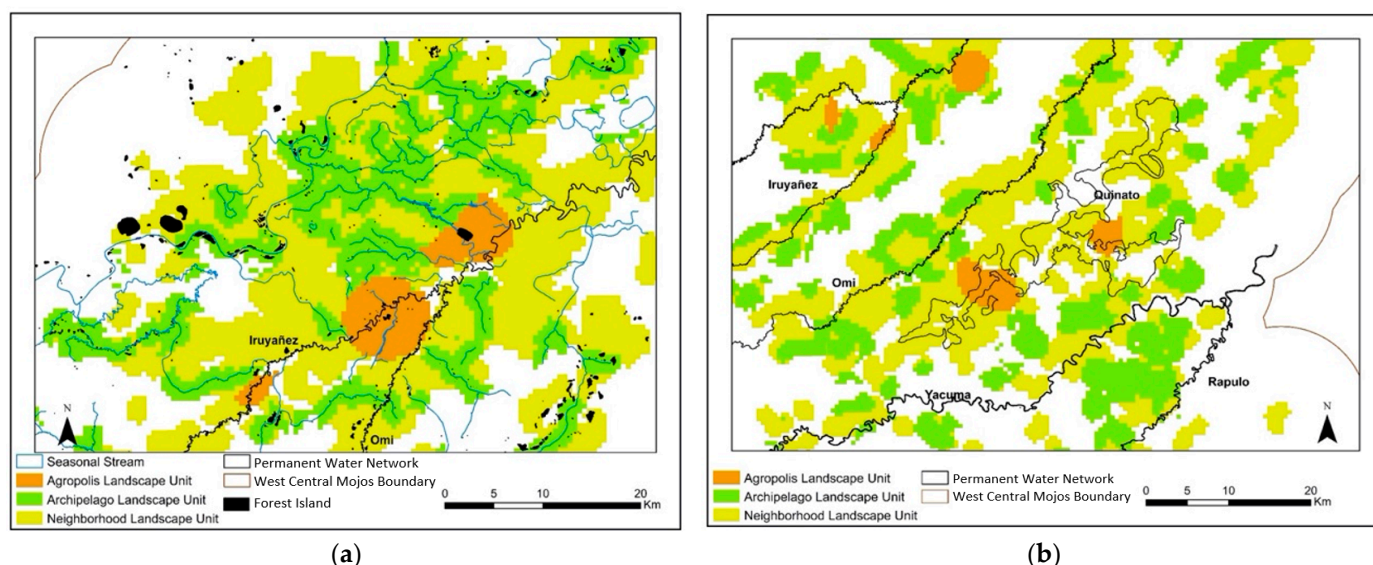 Iruyañez
Omi
N
Seasonal Stream
Agropolis Landscape Unit
Archipelago Landscape Unit
Neighborhood Landscape Unit
Permanent Water Network
West Central Mojos Boundary
Forest Island
0 5 10 20
Km
(a)
Quinato
Iruyañez
Omi
Rapulo
Yacuma
N
Agropolis Landscape Unit
Archipelago Landscape Unit
Neighborhood Landscape Unit
Permanent Water Network
West Central Mojos Boundary
0 5 10 20
Km
(b)